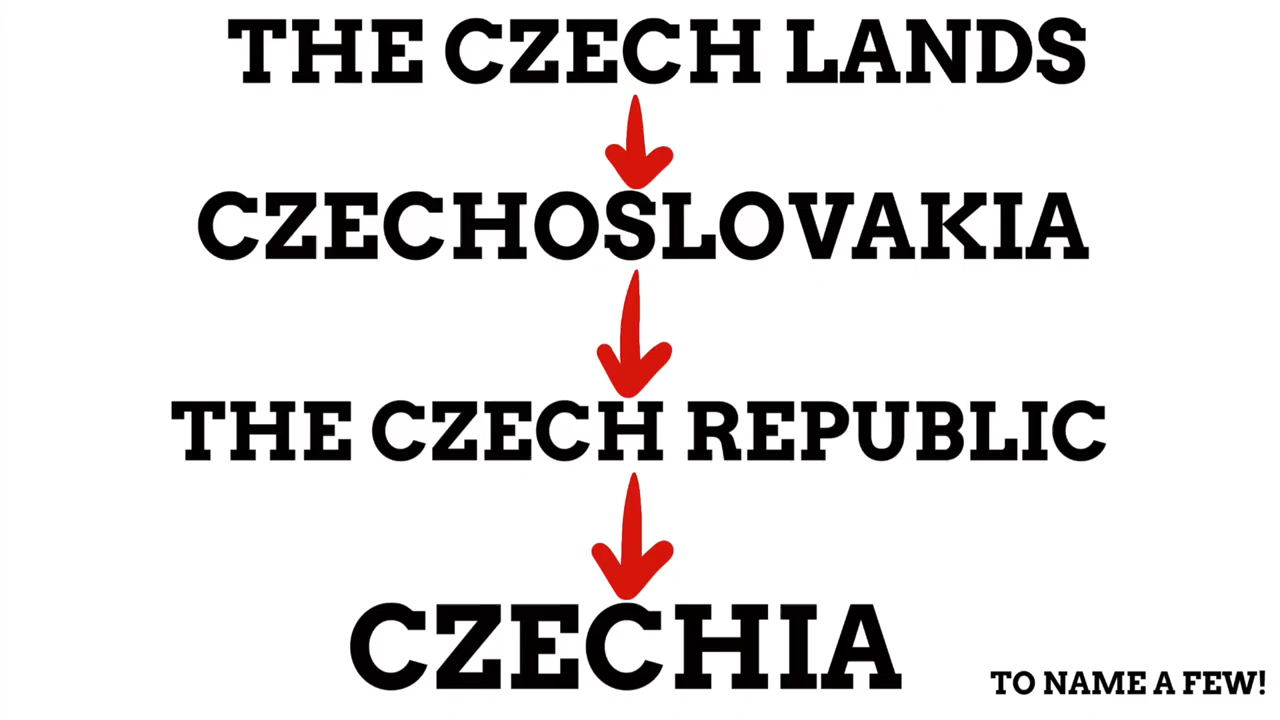 THE CZECH LANDS
CZECHOSLOVAKIA
THE CZECH REPUBLIC
CZECHIA
TO NAME A FEW!